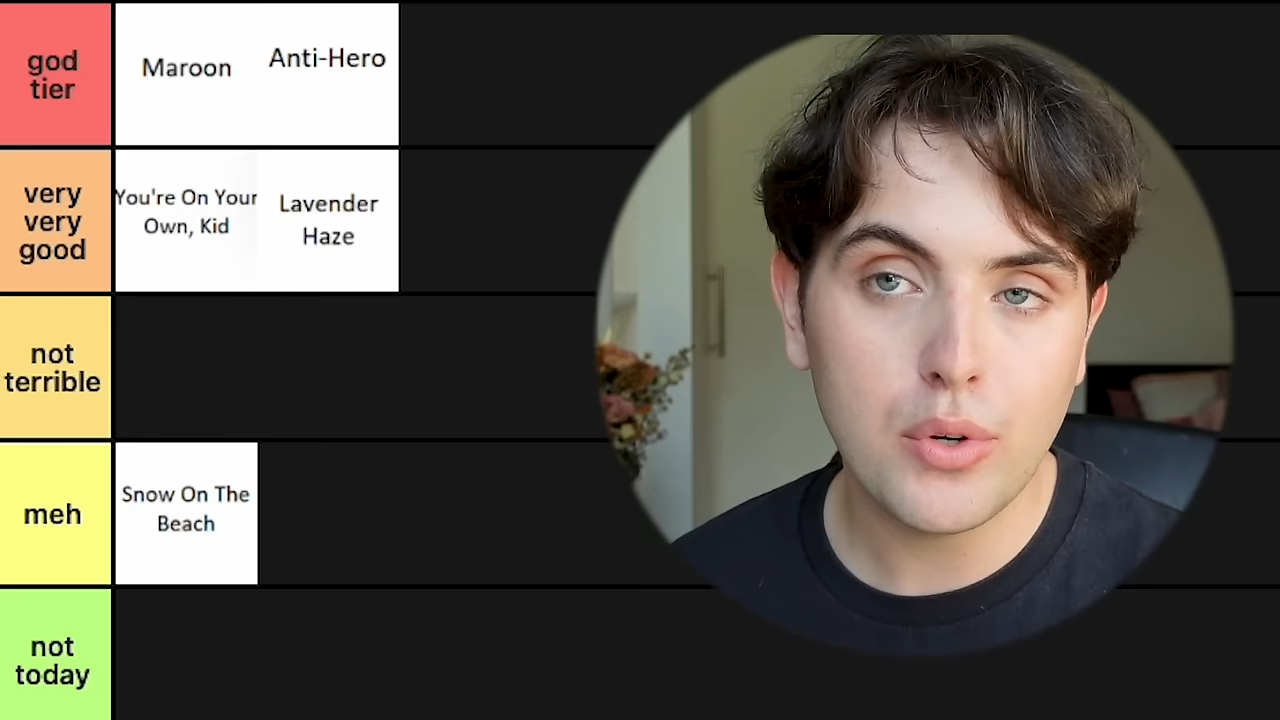 god
tier
Maroon
Anti-Hero
very
very
good
You're On Your
Own, Kid
Lavender
Haze
not
terrible
meh
Snow On The
Beach
not
today